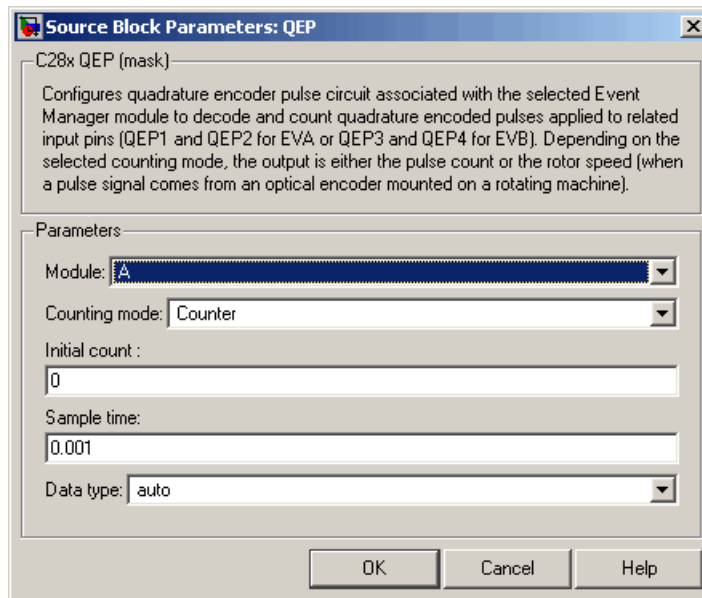 Source Block Parameters: QEP
C28x QEP (mask)
Configures quadrature encoder pulse circuit associated with the selected Event
Manager module to decode and count quadrature encoded pulses applied to related
input pins (QEP1 and QEP2 for EVA or QEP3 and QEP4 for EVB). Depending on the
selected counting mode, the output is either the pulse count or the rotor speed (when
a pulse signal comes from an optical encoder mounted on a rotating machine).
Parameters
Module: A
Counting mode: Counter
Initial count :
0
Sample time:
0.001
Data type: auto
OK Cancel Help